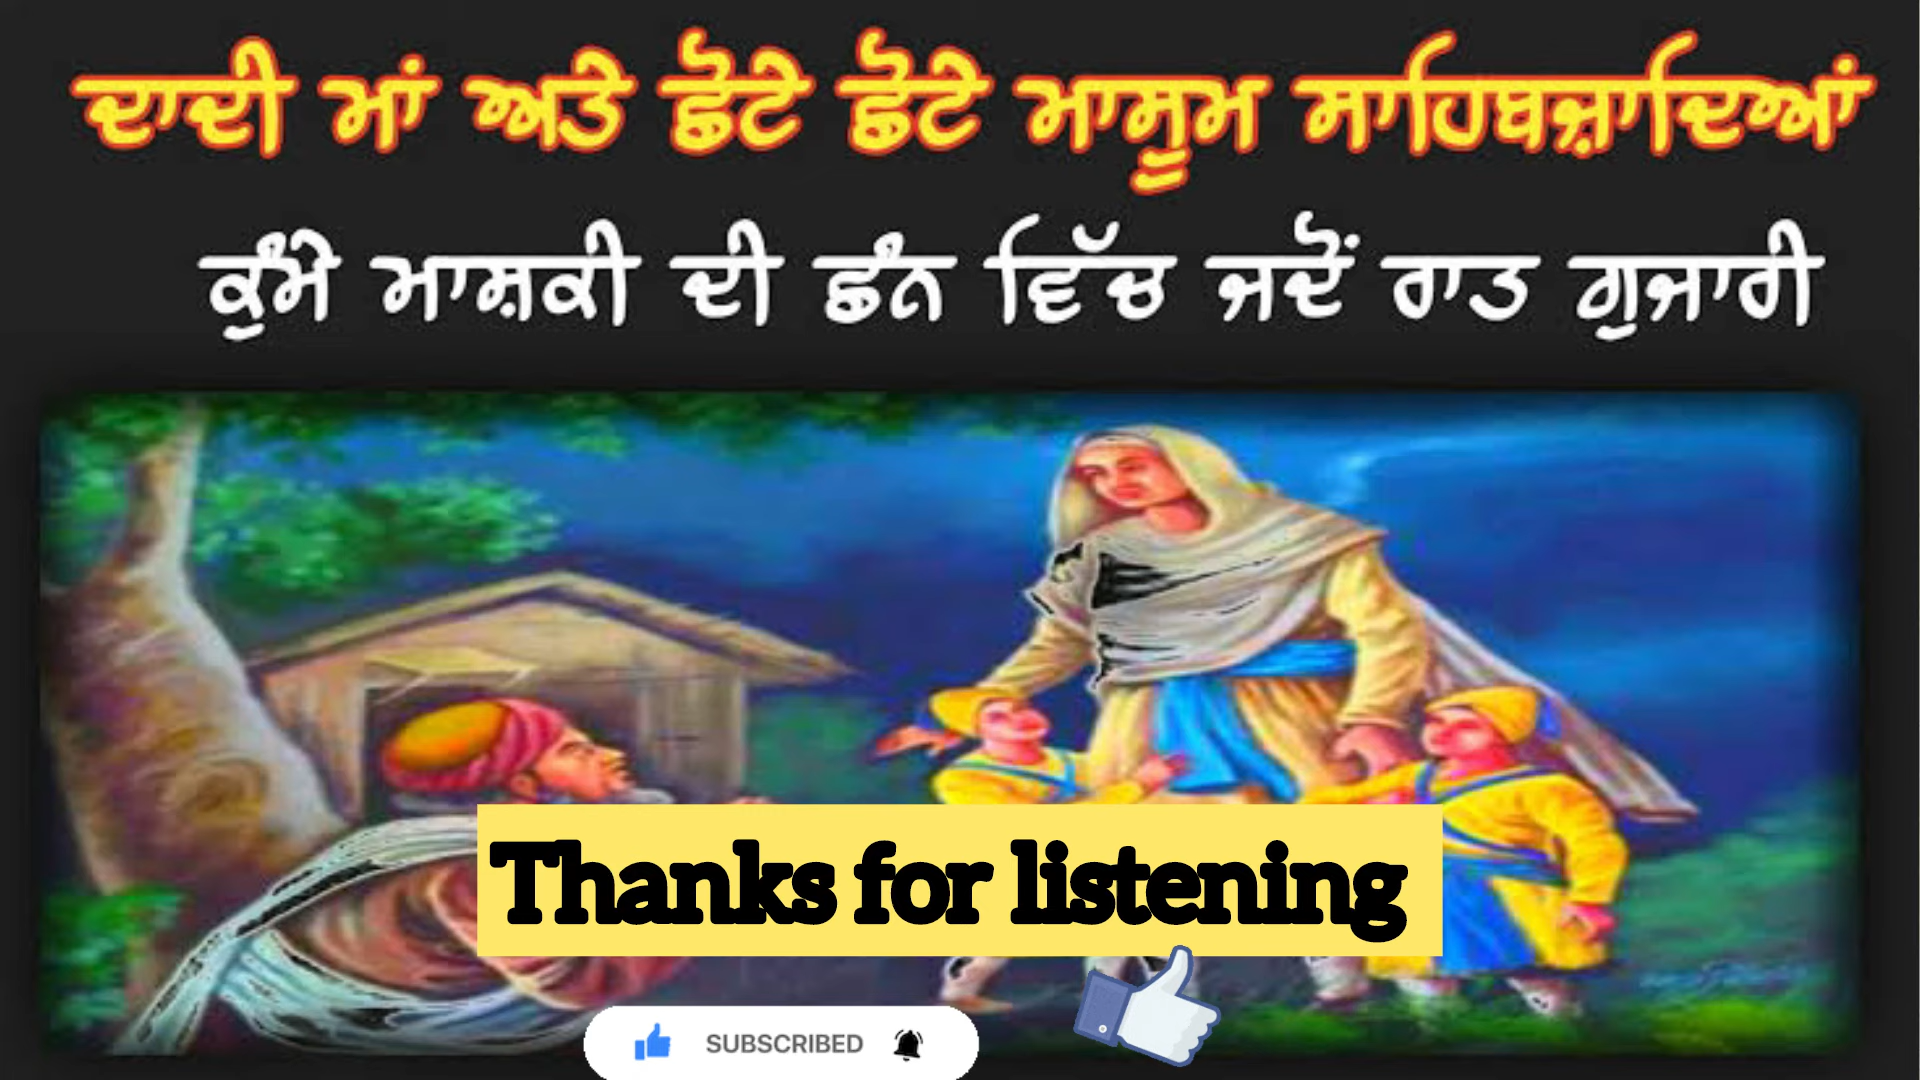 ਦਾਦੀ ਮਾਂ ਅਤੇ ਛੋਟੇ ਛੋਟੇ ਮਾਸੂਮ ਸਾਹਿਬਜ਼ਾਦਿਆਂ
ਕੁੰਮੇ ਮਾਸ਼ਕੀ ਦੀ ਛੰਨ ਵਿੱਚ ਜਦੋਂ ਰਾਤ ਗੁਜਾਰੀ
Thanks for listening
SUBSCRIBED